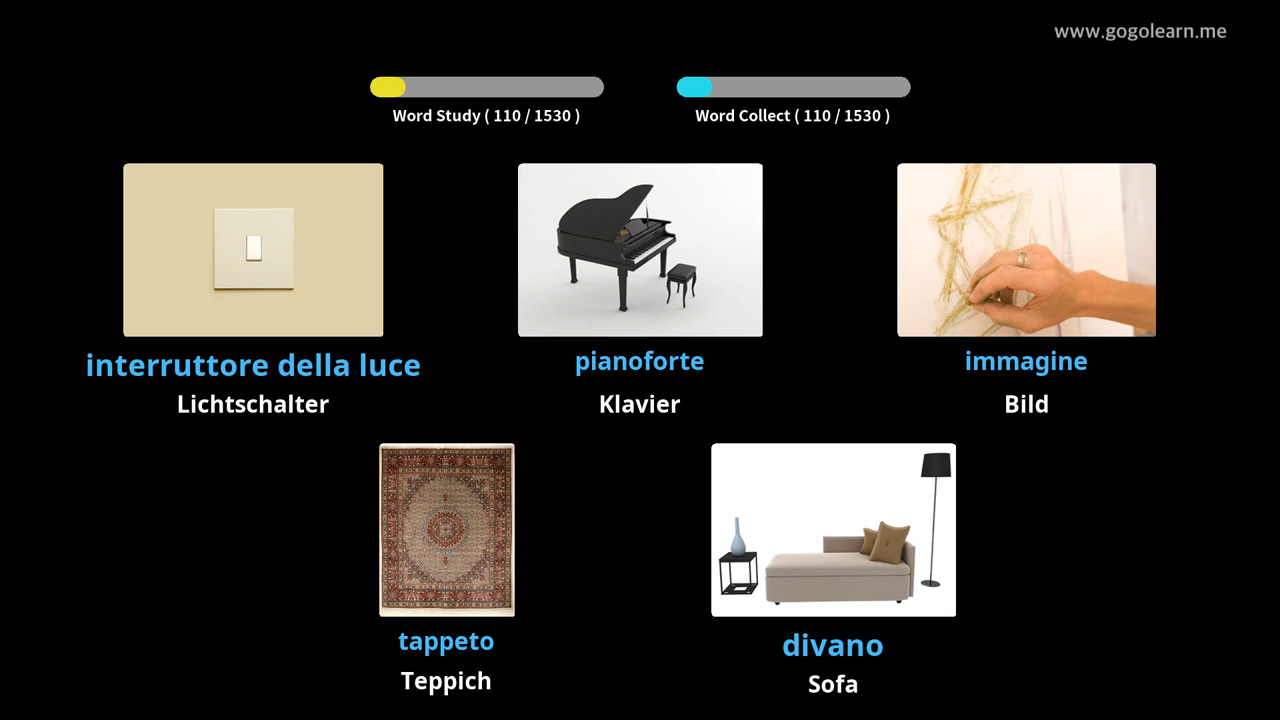 www.gogolearn.me
Word Study ( 110 / 1530 )
Word Collect ( 110 / 1530 )
interruttore della luce
Lichtschalter
pianoforte
Klavier
immagine
Bild
tappeto
Teppich
divano
Sofa